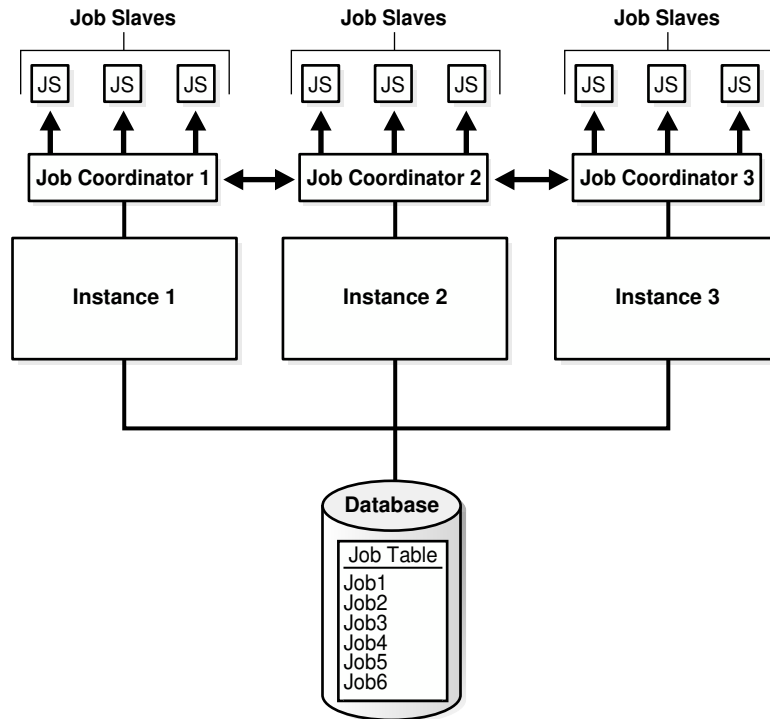 Job Slaves
Job Slaves
Job Slaves
JS JS JS
JS JS JS
JS JS JS
Job Coordinator 1
Job Coordinator 2
Job Coordinator 3
Instance 1
Instance 2
Instance 3
Database
Job Table
Job1
Job2
Job3
Job4
Job5
Job6